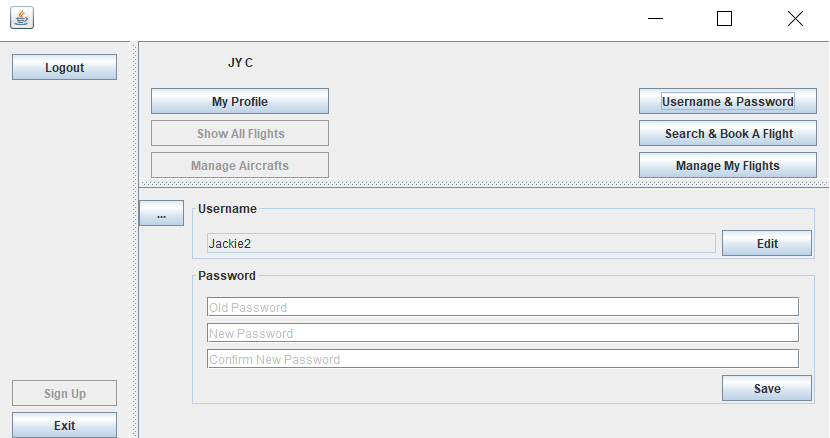 Logout
JY C
My Profile
Username & Password
Show All Flights
Search & Book A Flight
Manage Aircrafts
Manage My Flights
...
Username
Jackie2
Edit
Password
Old Password
New Password
Confirm New Password
Save
Sign Up
Exit